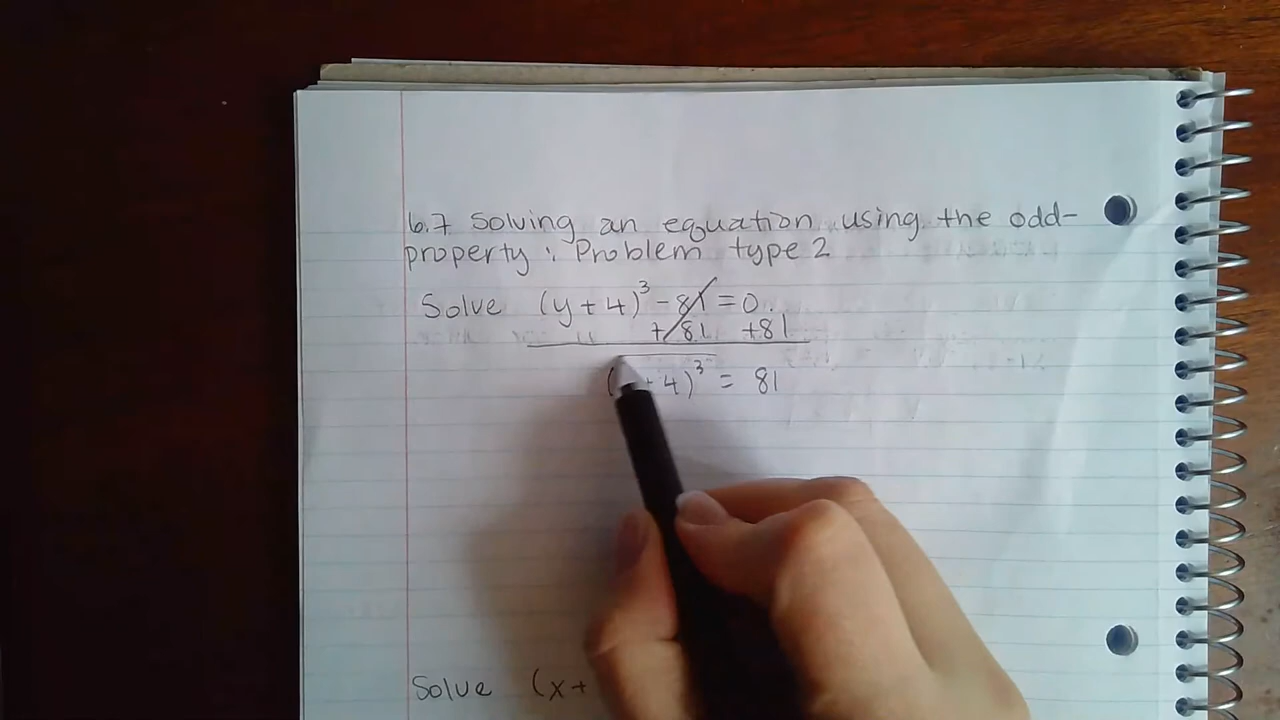 6.7 Solving an equation using the odd-
property: Problem type 2
Solve (y+4)³ - 81 = 0.
+81 +81
( +4)³ = 81
Solve (x+